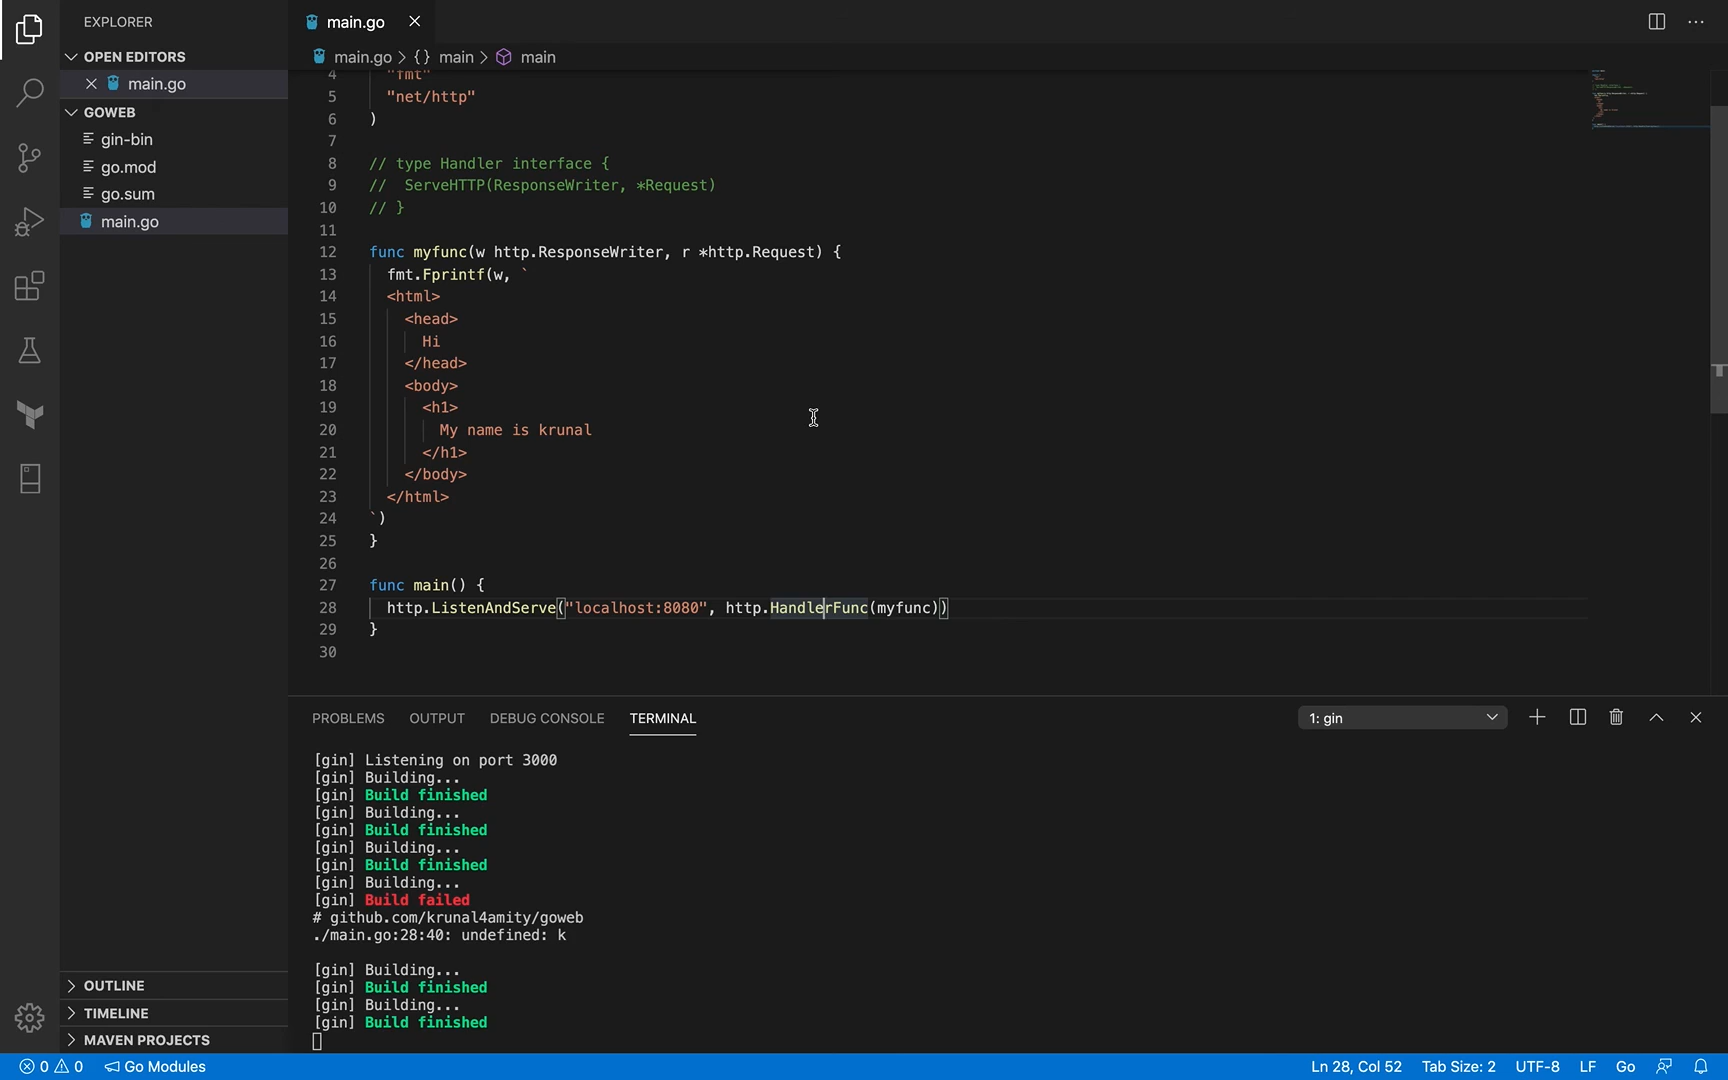 EXPLORER
OPEN EDITORS
main.go
GOWEB
gin-bin
go.mod
go.sum
main.go
OUTLINE
TIMELINE
MAVEN PROJECTS
main.go
main.go > {} main > main
4 "fmt"
5 "net/http"
6 )
7
8 // type Handler interface {
9 //  ServeHTTP(ResponseWriter, *Request)
10 // }
11
12 func myfunc(w http.ResponseWriter, r *http.Request) {
13 fmt.Fprintf(w, `
14 <html>
15 <head>
16 Hi
17 </head>
18 <body>
19 <h1>
20 My name is krunal
21 </h1>
22 </body>
23 </html>
24 `)
25 }
26
27 func main() {
28 http.ListenAndServe("localhost:8080", http.HandlerFunc(myfunc))
29 }
30
PROBLEMS OUTPUT DEBUG CONSOLE TERMINAL 1: gin
[gin] Listening on port 3000
[gin] Building...
[gin] Build finished
[gin] Building...
[gin] Build finished
[gin] Building...
[gin] Build finished
[gin] Building...
[gin] Build failed
# github.com/krunal4amity/goweb
./main.go:28:40: undefined: k
[gin] Building...
[gin] Build finished
[gin] Building...
[gin] Build finished
0 0 Go Modules Ln 28, Col 52 Tab Size: 2 UTF-8 LF Go